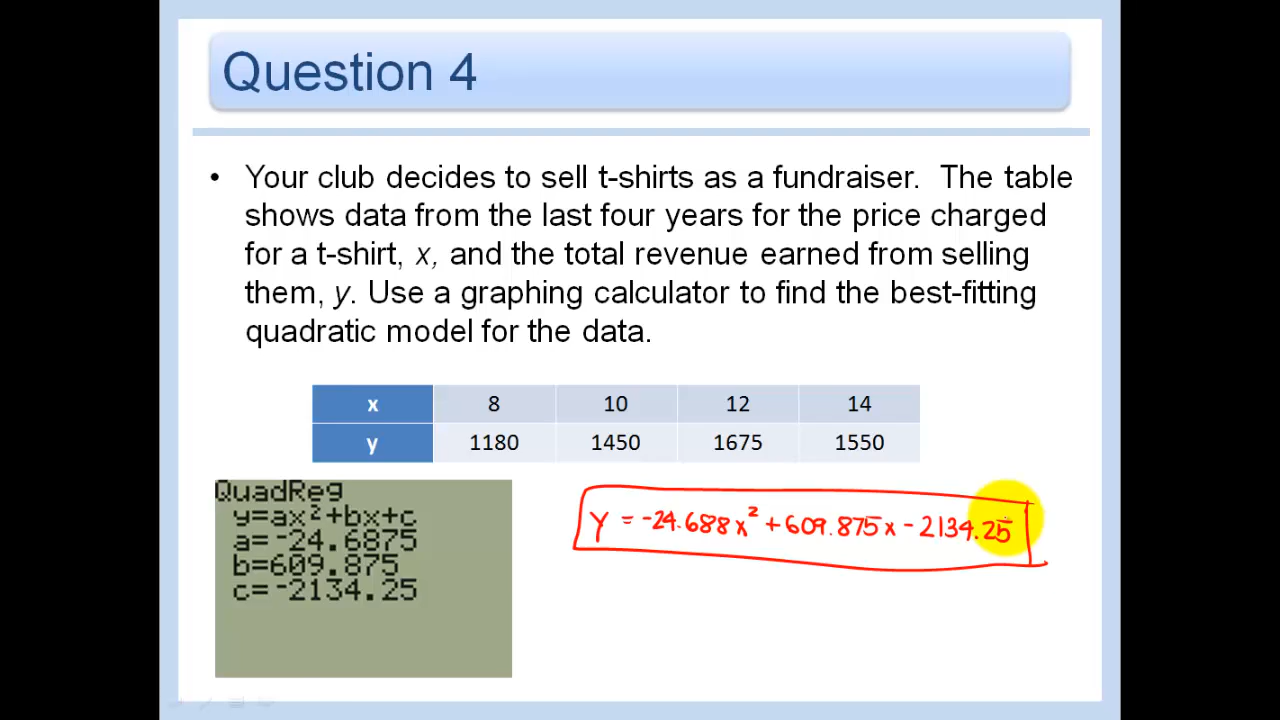 Question 4
• Your club decides to sell t-shirts as a fundraiser. The table
shows data from the last four years for the price charged
for a t-shirt, x, and the total revenue earned from selling
them, y. Use a graphing calculator to find the best-fitting
quadratic model for the data.
x 8 10 12 14
y 1180 1450 1675 1550
QuadReg
y=ax²+bx+c
a=-24.6875
b=609.875
c=-2134.25
y = -24.688x² + 609.875x - 2134.25